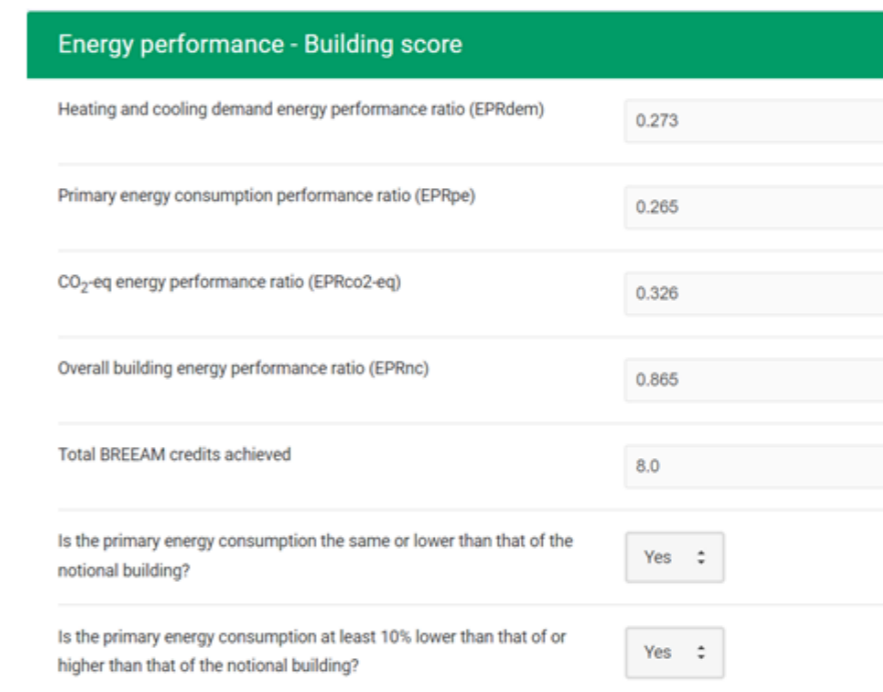 Energy performance - Building score
Heating and cooling demand energy performance ratio (EPRdem)
0.273
Primary energy consumption performance ratio (EPRpe)
0.265
CO₂-eq energy performance ratio (EPRco2-eq)
0.326
Overall building energy performance ratio (EPRnc)
0.865
Total BREEAM credits achieved
8.0
Is the primary energy consumption the same or lower than that of the
notional building?
Yes
Is the primary energy consumption at least 10% lower than that of or
higher than that of the notional building?
Yes